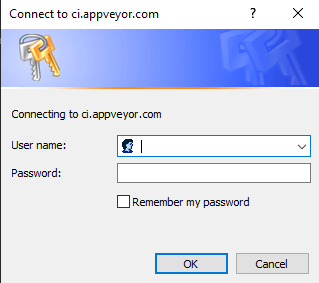 Connect to ci.appveyor.com
Connecting to ci.appveyor.com
User name:
Password:
Remember my password
OK Cancel